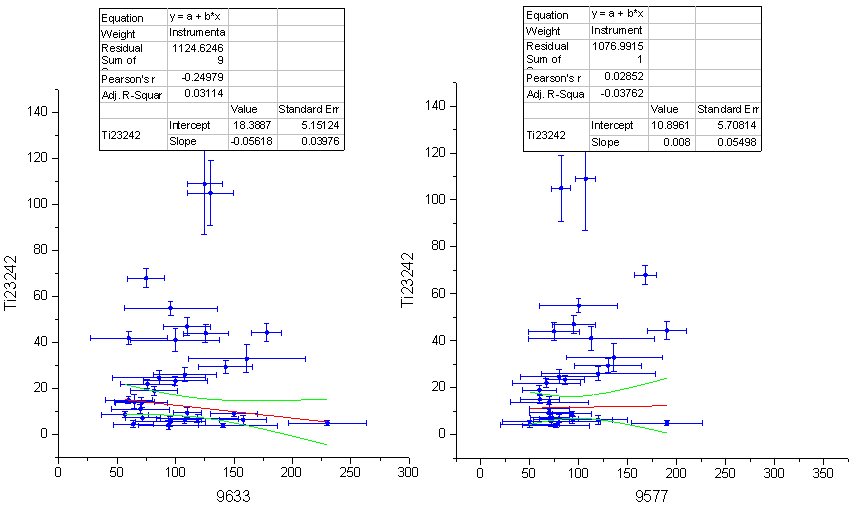 Equation y = a + b*x
Weight Instrumenta
Residual Sum of 1124.6246 9
Pearson's r -0.24979
Adj. R-Squar 0.03114
Value Standard Err
Ti23242 Intercept 18.3887 5.15124
Slope -0.05618 0.03976
140
120
100
80
60
40
20
0
Ti23242
0 50 100 150 200 250 300
9633
Equation y = a + b*x
Weight Instrumenta
Residual Sum of 1076.9915 1
Pearson's r 0.02852
Adj. R-Squa -0.03762
Value Standard Err
Ti23242 Intercept 10.8961 5.70814
Slope 0.008 0.05498
140
120
100
80
60
40
20
0
Ti23242
0 50 100 150 200 250 300 350
9577